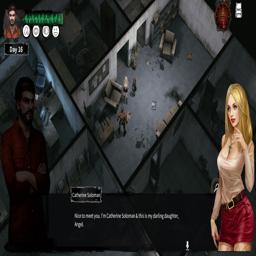 Day 16
Catherine Soloman
Nice to meet you. I'm Catherine Soloman & this is my darling daughter,
Angel.